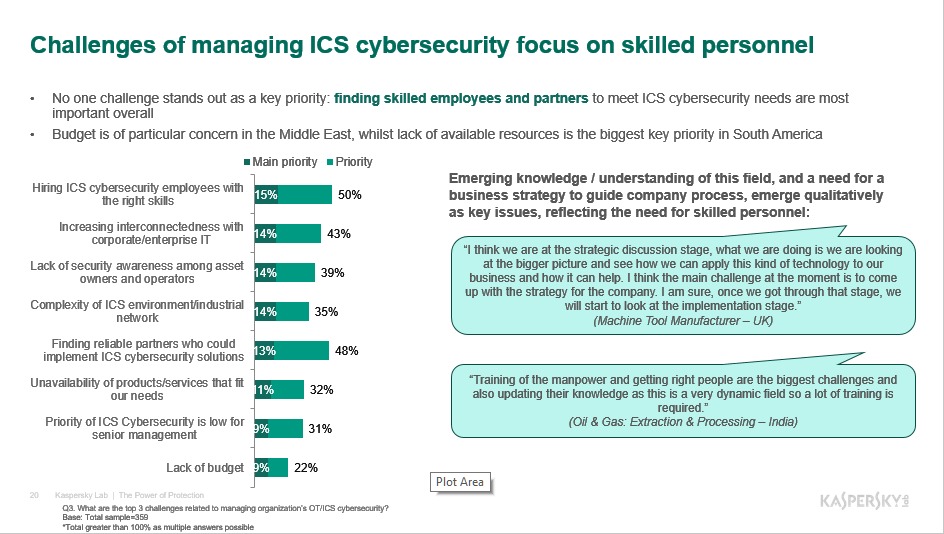 Challenges of managing ICS cybersecurity focus on skilled personnel
• No one challenge stands out as a key priority: finding skilled employees and partners to meet ICS cybersecurity needs are most
important overall
• Budget is of particular concern in the Middle East, whilst lack of available resources is the biggest key priority in South America
Main priority Priority
Hiring ICS cybersecurity employees with
the right skills
15% 50%
Increasing interconnectedness with
corporate/enterprise IT
14% 43%
Lack of security awareness among asset
owners and operators
14% 39%
Complexity of ICS environment/industrial
network
14% 35%
Finding reliable partners who could
implement ICS cybersecurity solutions
13% 48%
Unavailability of products/services that fit
our needs
11% 32%
Priority of ICS Cybersecurity is low for
senior management
9% 31%
Lack of budget
9% 22%
Emerging knowledge / understanding of this field, and a need for a
business strategy to guide company process, emerge qualitatively
as key issues, reflecting the need for skilled personnel:
“I think we are at the strategic discussion stage, what we are doing is we are looking
at the bigger picture and see how we can apply this kind of technology to our
business and how it can help. I think the main challenge at the moment is to come
up with the strategy for the company. I am sure, once we got through that stage, we
will start to look at the implementation stage.”
(Machine Tool Manufacturer – UK)
“Training of the manpower and getting right people are the biggest challenges and
also updating their knowledge as this is a very dynamic field so a lot of training is
required.”
(Oil & Gas: Extraction & Processing – India)
Plot Area
20 Kaspersky Lab | The Power of Protection
Q3. What are the top 3 challenges related to managing organization's OT/ICS cybersecurity?
Base: Total sample=359
*Total greater than 100% as multiple answers possible
KASPERSKY lab